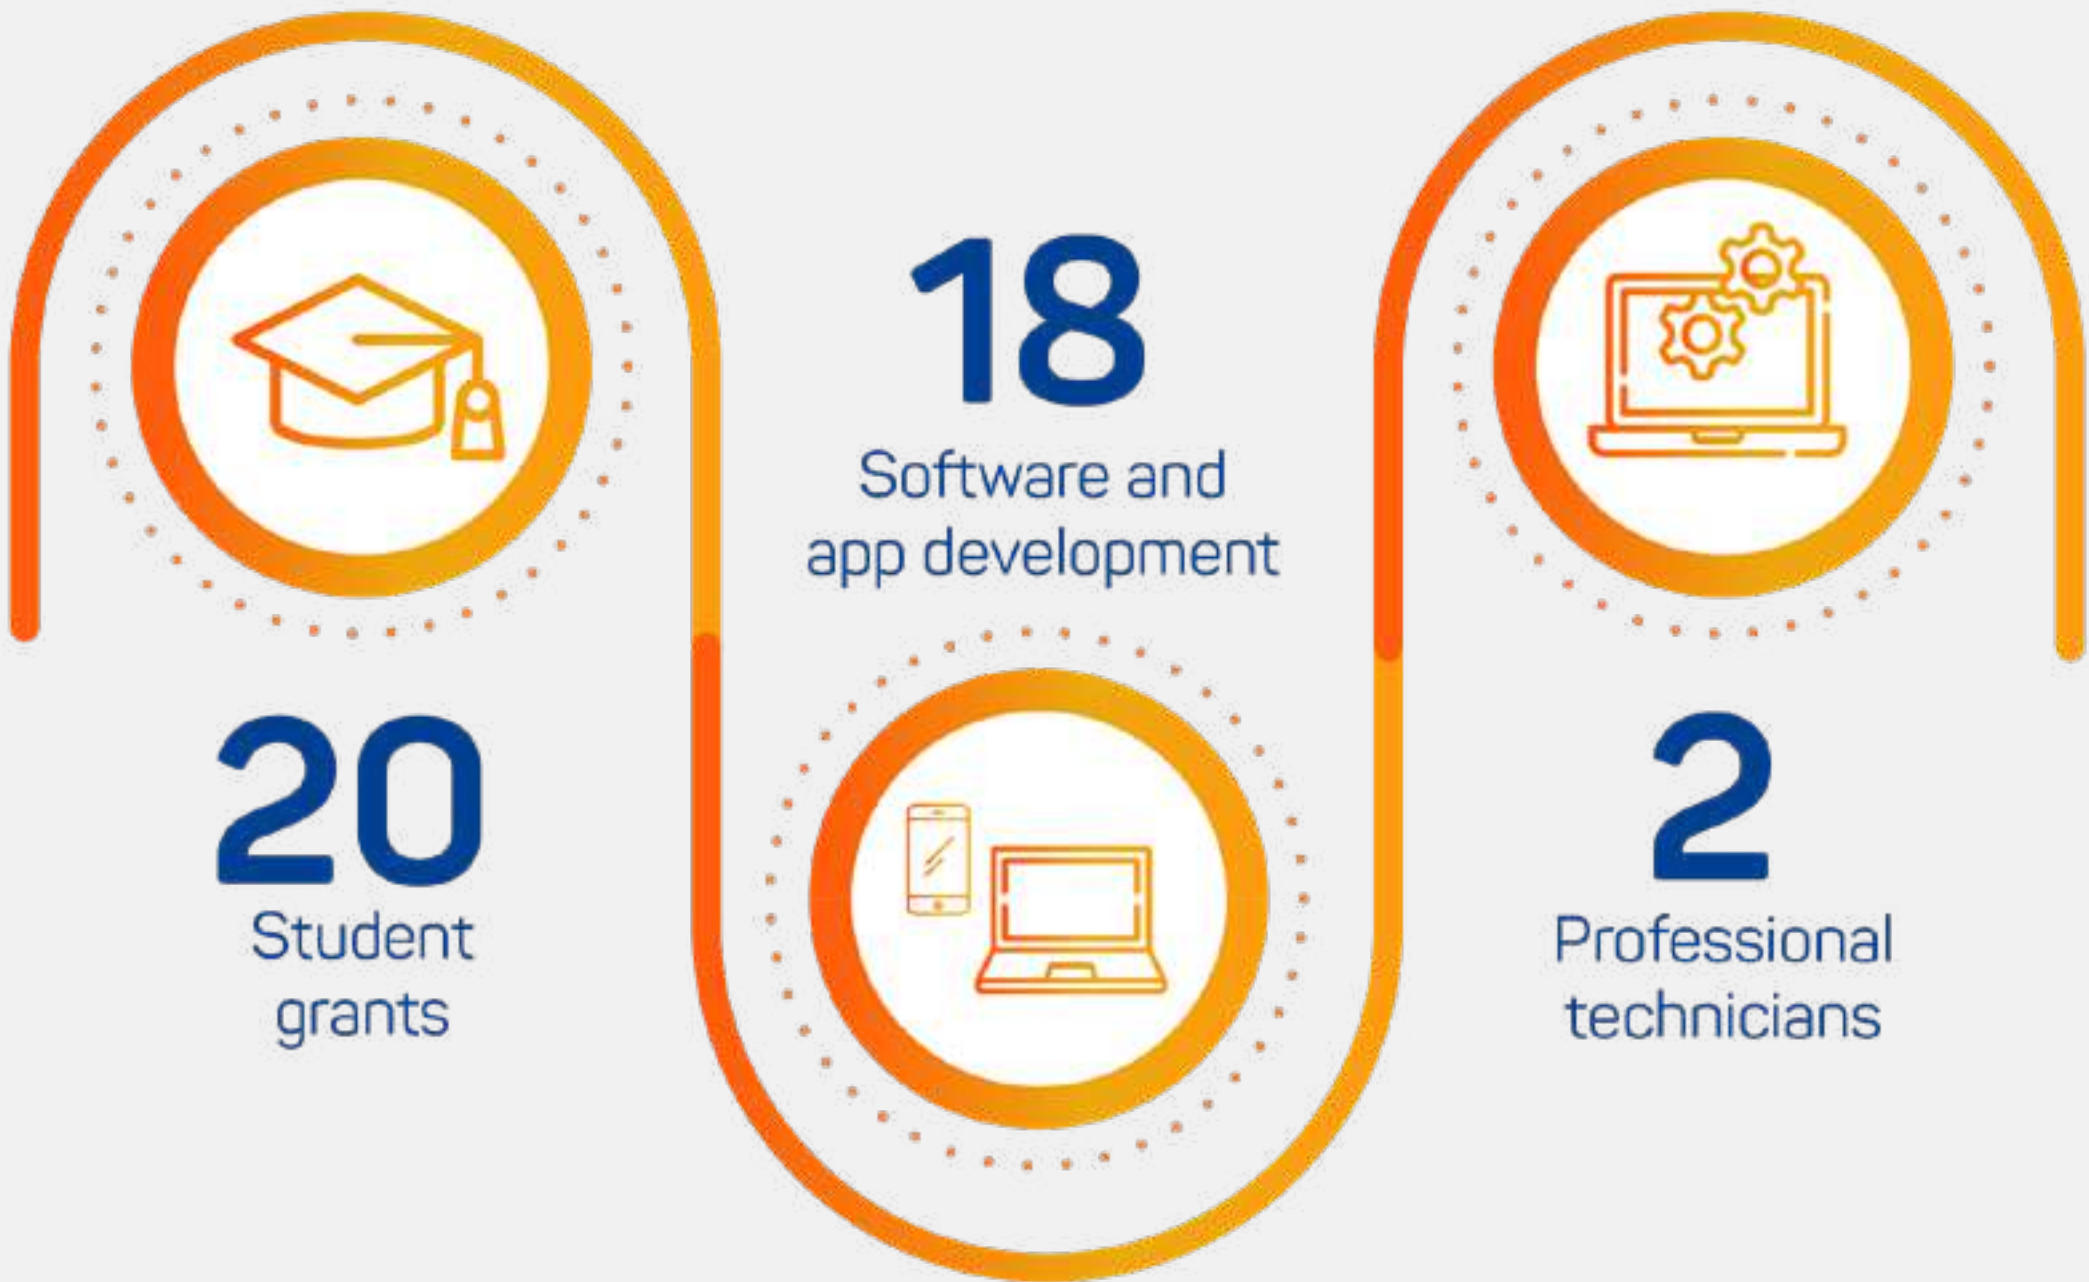 20
Student
grants
18
Software and
app development
2
Professional
technicians